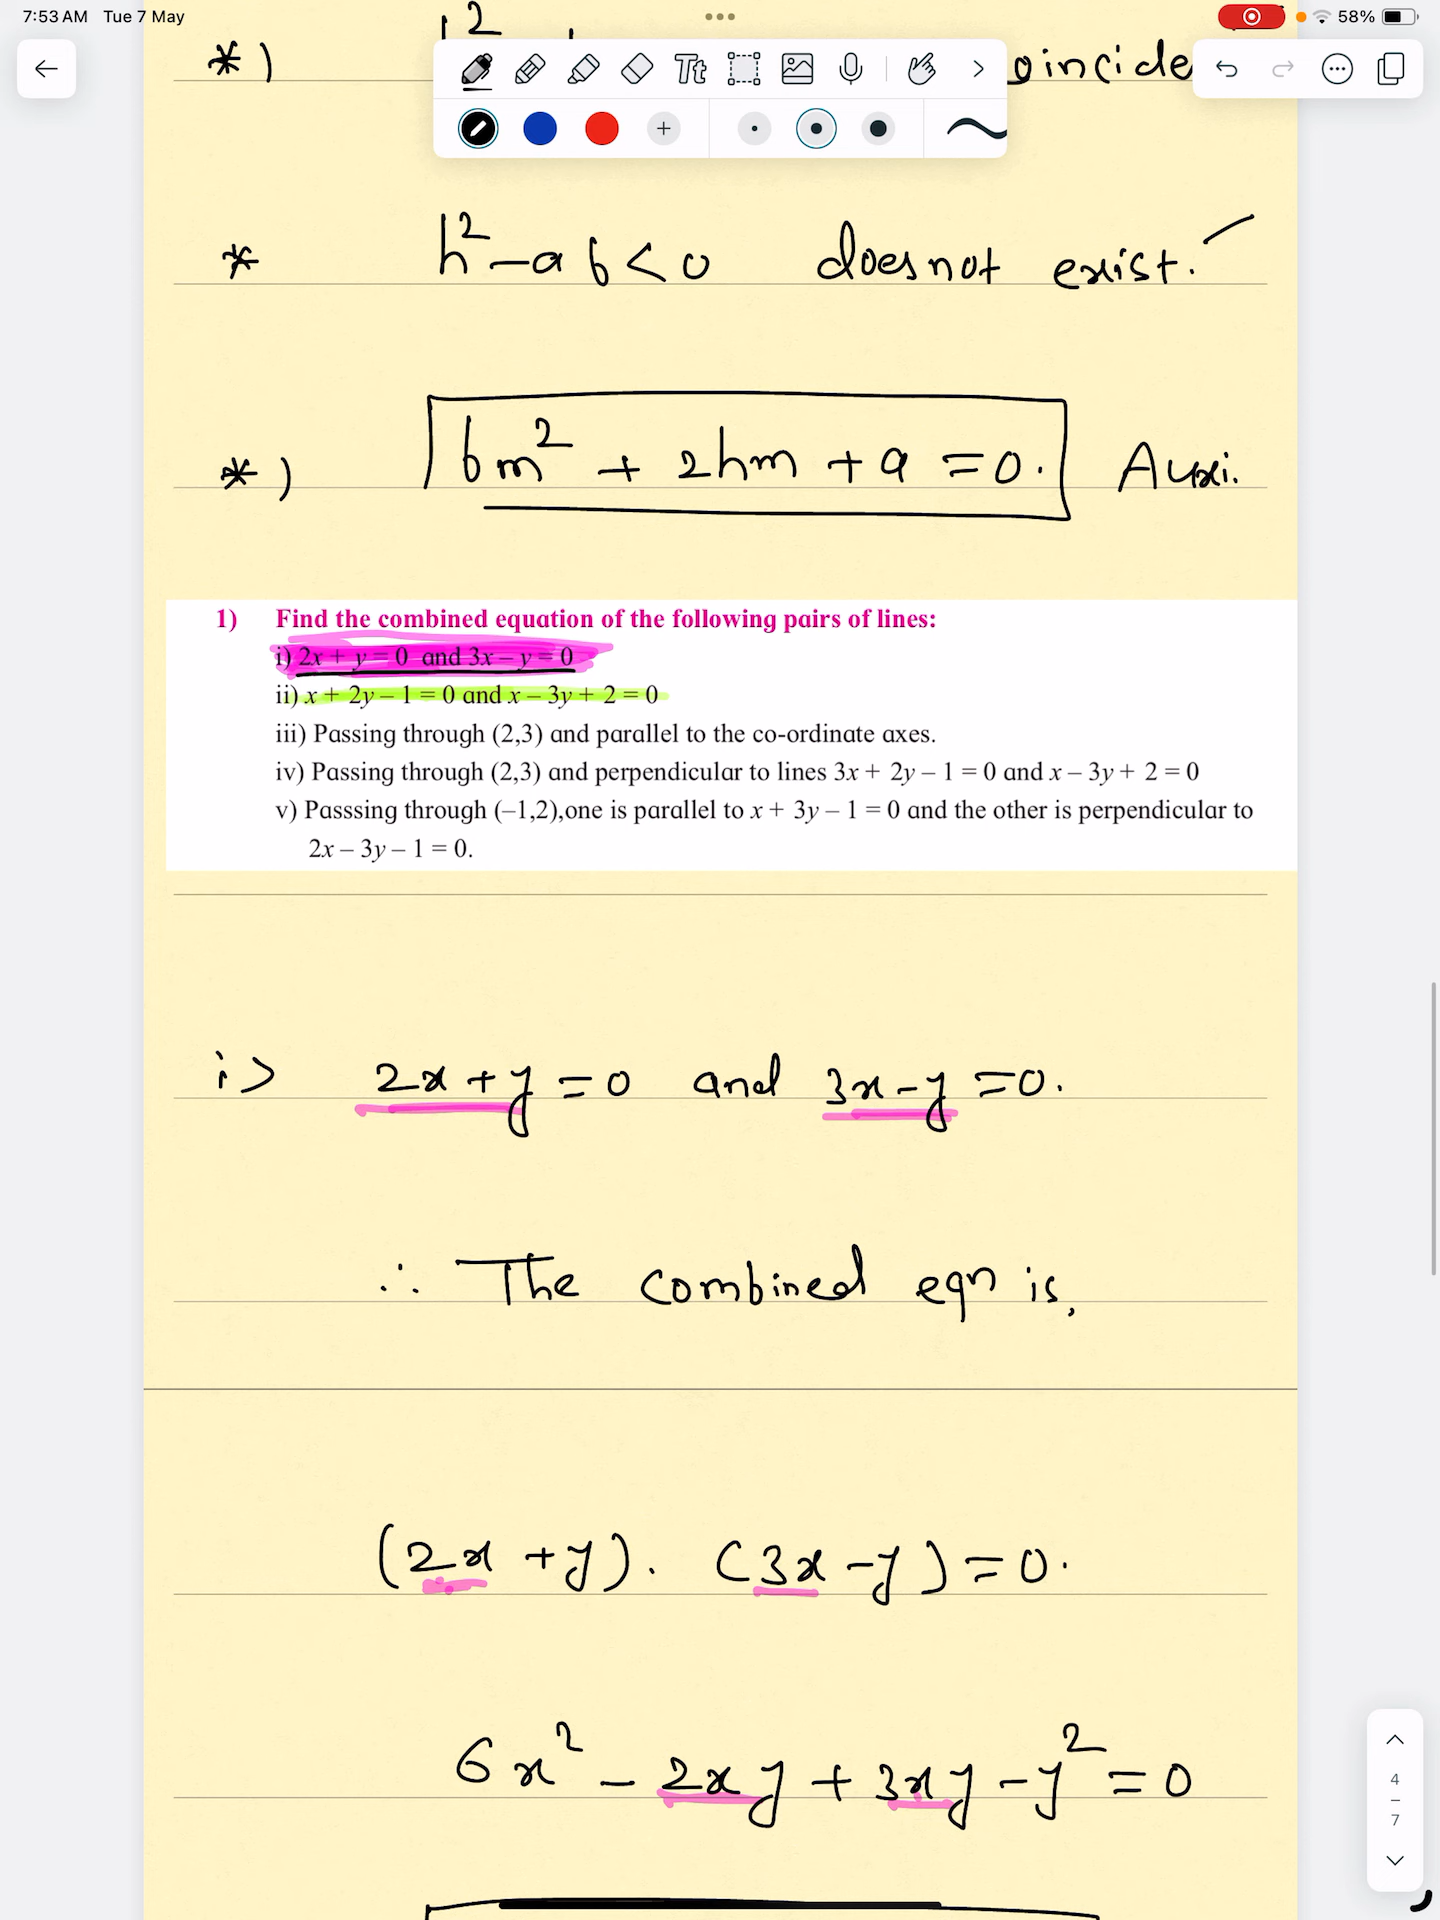 7:53 AM Tue 7 May
58%
Tt
*) oincide
* h²-ab<0 does not exist.
*) bm² + 2hm + a = 0. Auxi.
1) Find the combined equation of the following pairs of lines:
i) 2x + y = 0 and 3x – y = 0
ii) x + 2y – 1 = 0 and x – 3y + 2 = 0
iii) Passing through (2,3) and parallel to the co-ordinate axes.
iv) Passing through (2,3) and perpendicular to lines 3x + 2y – 1 = 0 and x – 3y + 2 = 0
v) Passsing through (–1,2),one is parallel to x + 3y – 1 = 0 and the other is perpendicular to
2x – 3y – 1 = 0.
i> 2x+y=0 and 3x-y=0.
∴ The combined eqn is,
(2x+y). (3x-y)=0.
6x² - 2xy + 3xy - y² = 0
4
–
7